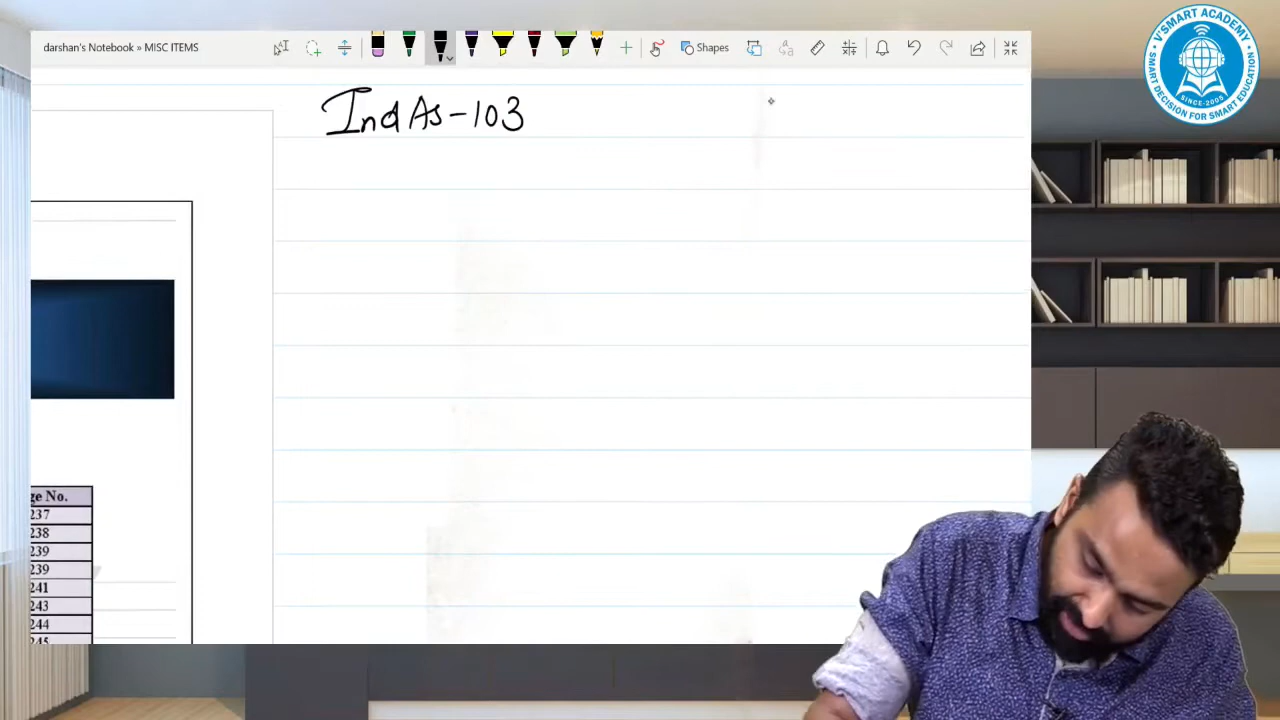 darshan's Notebook » MISC ITEMS
Shapes
V'SMART ACADEMY
SINCE-2005
SMART DECISION FOR SMART EDUCATION
Ind As - 103
ge No.
237
238
239
239
241
243
244
245